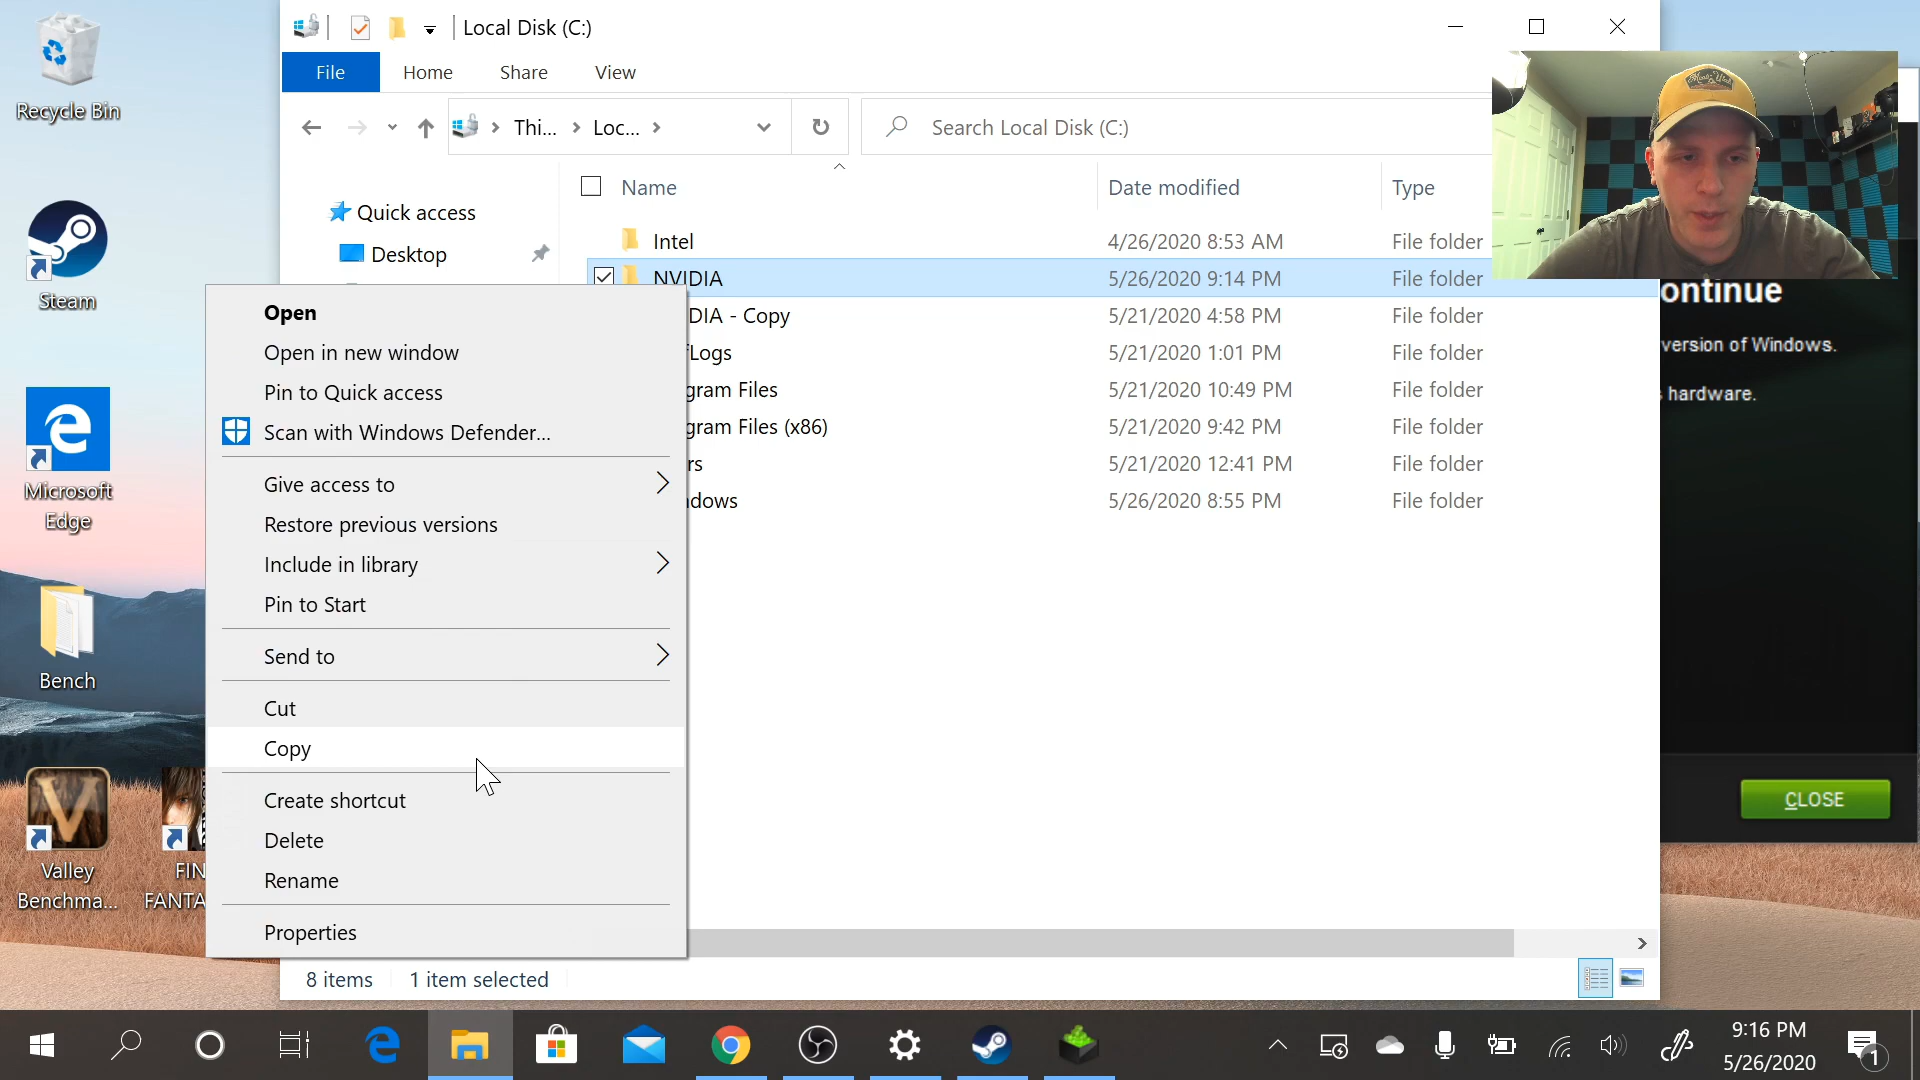 Local Disk (C:)
File Home Share View
Thi... Loc... Search Local Disk (C:)
Name Date modified Type
Quick access
Desktop
Intel 4/26/2020 8:53 AM File folder
NVIDIA 5/26/2020 9:14 PM File folder
DIA - Copy 5/21/2020 4:58 PM File folder
fLogs 5/21/2020 1:01 PM File folder
gram Files 5/21/2020 10:49 PM File folder
gram Files (x86) 5/21/2020 9:42 PM File folder
rs 5/21/2020 12:41 PM File folder
dows 5/26/2020 8:55 PM File folder
Open
Open in new window
Pin to Quick access
Scan with Windows Defender...
Give access to
Restore previous versions
Include in library
Pin to Start
Send to
Cut
Copy
Create shortcut
Delete
Rename
Properties
8 items 1 item selected
Recycle Bin
Steam
Microsoft
Edge
Bench
Valley
Benchma...
FIN
FANTA
ontinue
version of Windows.
hardware.
CLOSE
9:16 PM
5/26/2020
1